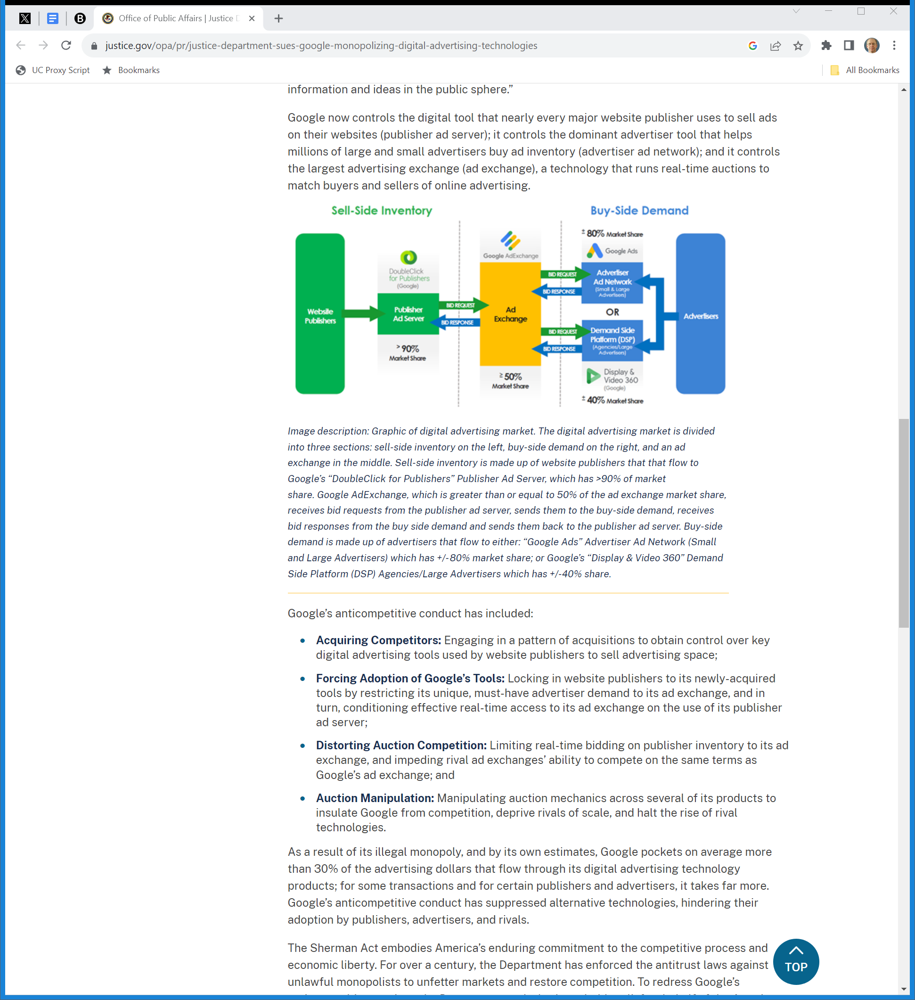 X
B
Office of Public Affairs | Justice D
justice.gov/opa/pr/justice-department-sues-google-monopolizing-digital-advertising-technologies
UC Proxy Script
Bookmarks
All Bookmarks
information and ideas in the public sphere.”
Google now controls the digital tool that nearly every major website publisher uses to sell ads
on their websites (publisher ad server); it controls the dominant advertiser tool that helps
millions of large and small advertisers buy ad inventory (advertiser ad network); and it controls
the largest advertising exchange (ad exchange), a technology that runs real-time auctions to
match buyers and sellers of online advertising.
Sell-Side Inventory
Buy-Side Demand
Website
Publishers
DoubleClick
for Publishers
(Google)
Publisher
Ad Server
> 90%
Market Share
BID REQUEST
BID RESPONSE
Google AdExchange
Ad
Exchange
≥ 50%
Market Share
BID REQUEST
BID RESPONSE
BID REQUEST
BID RESPONSE
± 80% Market Share
Google Ads
Advertiser
Ad Network
(Small & Large
Advertisers)
OR
Demand Side
Platform (DSP)
(Agencies/Large
Advertisers)
Display &
Video 360
(Google)
± 40% Market Share
Advertisers
Image description: Graphic of digital advertising market. The digital advertising market is divided
into three sections: sell-side inventory on the left, buy-side demand on the right, and an ad
exchange in the middle. Sell-side inventory is made up of website publishers that that flow to
Google’s “DoubleClick for Publishers” Publisher Ad Server, which has >90% of market
share. Google AdExchange, which is greater than or equal to 50% of the ad exchange market share,
receives bid requests from the publisher ad server, sends them to the buy-side demand, receives
bid responses from the buy side demand and sends them back to the publisher ad server. Buy-side
demand is made up of advertisers that flow to either: “Google Ads” Advertiser Ad Network (Small
and Large Advertisers) which has +/-80% market share; or Google’s “Display & Video 360” Demand
Side Platform (DSP) Agencies/Large Advertisers which has +/-40% share.
Google’s anticompetitive conduct has included:
• Acquiring Competitors: Engaging in a pattern of acquisitions to obtain control over key
digital advertising tools used by website publishers to sell advertising space;
• Forcing Adoption of Google’s Tools: Locking in website publishers to its newly-acquired
tools by restricting its unique, must-have advertiser demand to its ad exchange, and in
turn, conditioning effective real-time access to its ad exchange on the use of its publisher
ad server;
• Distorting Auction Competition: Limiting real-time bidding on publisher inventory to its ad
exchange, and impeding rival ad exchanges’ ability to compete on the same terms as
Google’s ad exchange; and
• Auction Manipulation: Manipulating auction mechanics across several of its products to
insulate Google from competition, deprive rivals of scale, and halt the rise of rival
technologies.
As a result of its illegal monopoly, and by its own estimates, Google pockets on average more
than 30% of the advertising dollars that flow through its digital advertising technology
products; for some transactions and for certain publishers and advertisers, it takes far more.
Google’s anticompetitive conduct has suppressed alternative technologies, hindering their
adoption by publishers, advertisers, and rivals.
The Sherman Act embodies America’s enduring commitment to the competitive process and
economic liberty. For over a century, the Department has enforced the antitrust laws against
unlawful monopolists to unfetter markets and restore competition. To redress Google’s
TOP